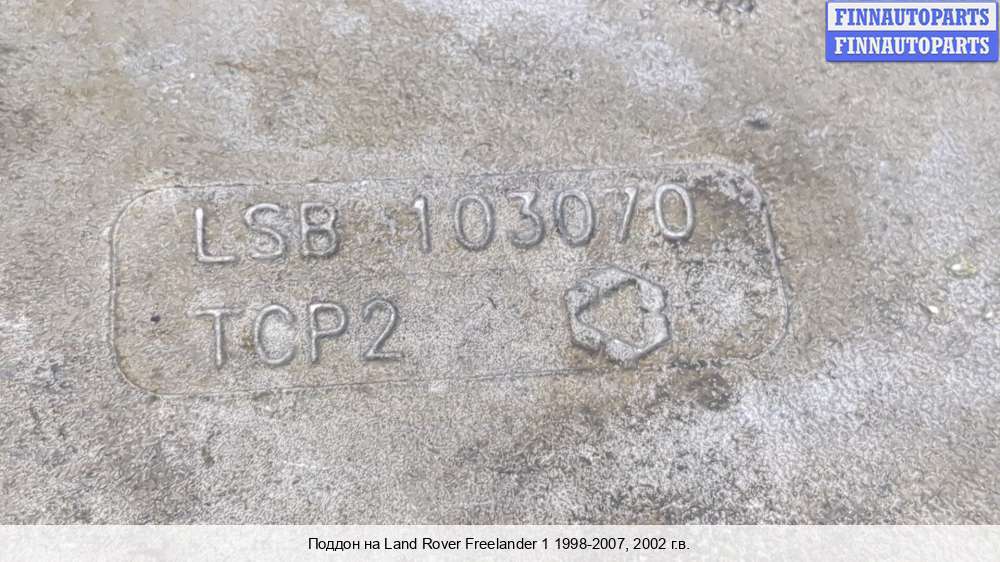 FINNAUTOPARTS
FINNAUTOPARTS
LSB 103070
TCP2
Поддон на Land Rover Freelander 1 1998-2007, 2002 г.в.